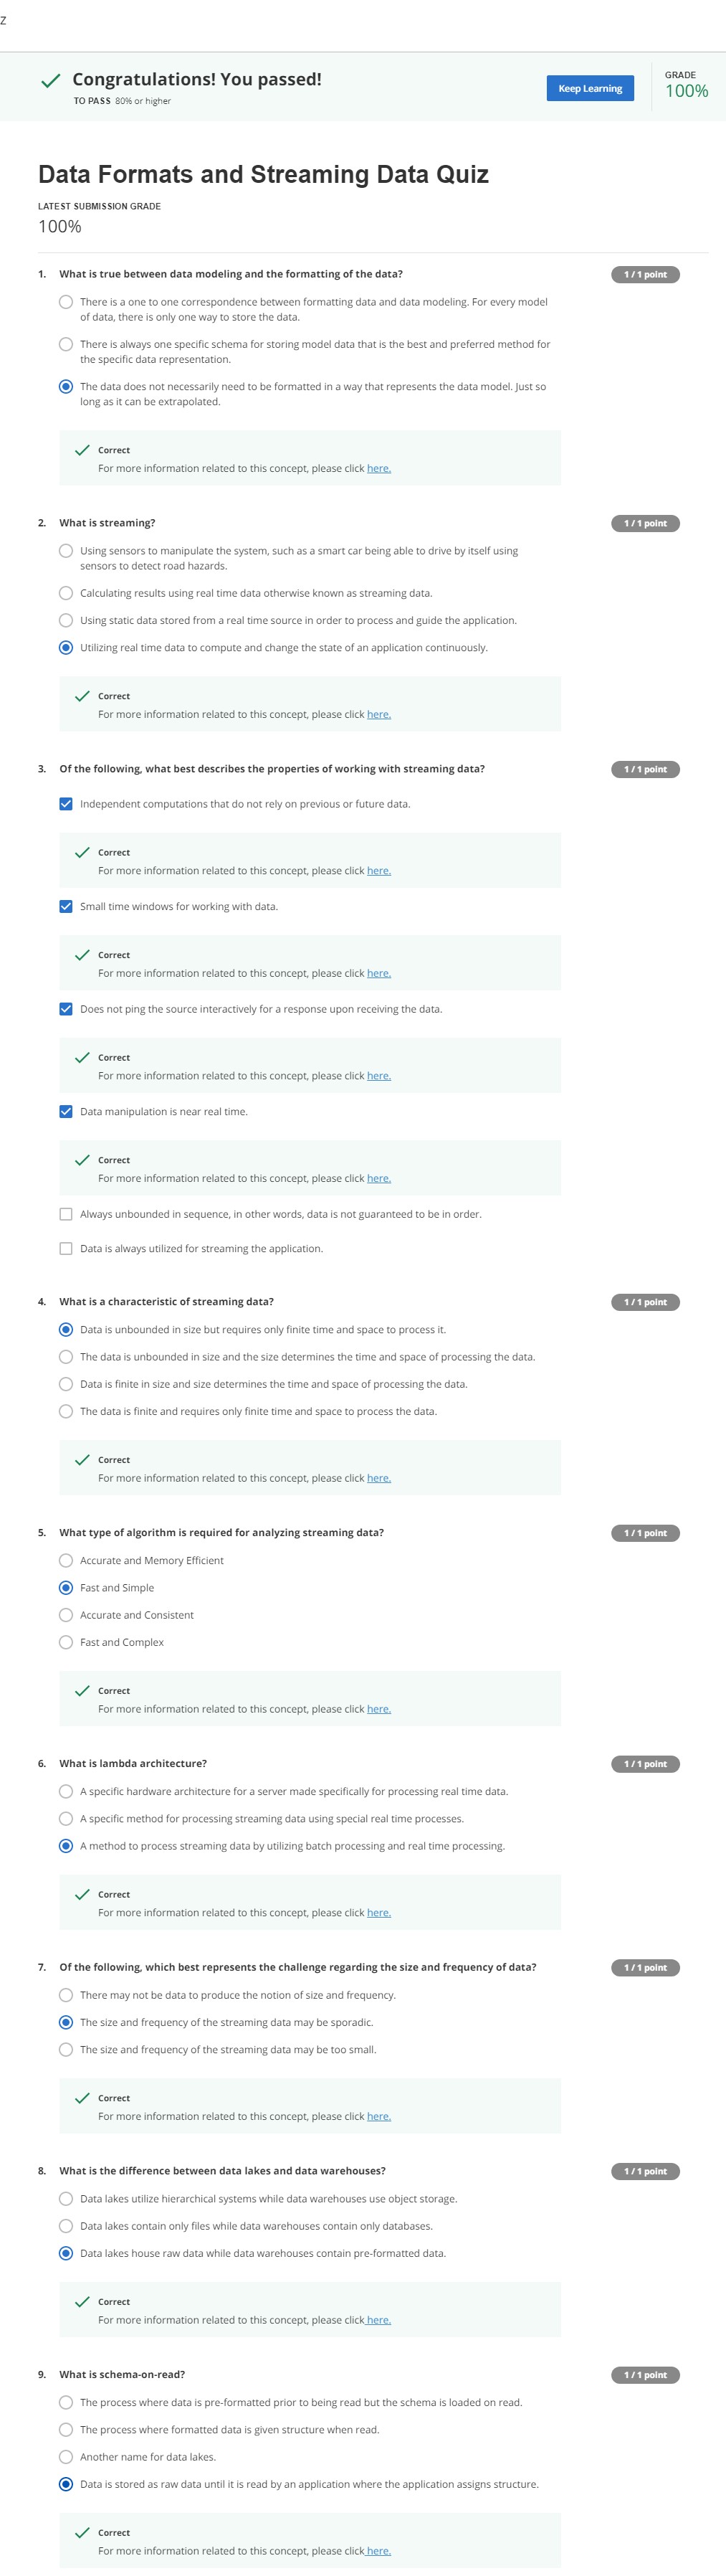 z
Congratulations! You passed!
TO PASS 80% or higher
Keep Learning
GRADE
100%
Data Formats and Streaming Data Quiz
LATEST SUBMISSION GRADE
100%
1. What is true between data modeling and the formatting of the data?
1 / 1 point
There is a one to one correspondence between formatting data and data modeling. For every model
of data, there is only one way to store the data.
There is always one specific schema for storing model data that is the best and preferred method for
the specific data representation.
The data does not necessarily need to be formatted in a way that represents the data model. Just so
long as it can be extrapolated.
Correct
For more information related to this concept, please click here.
2. What is streaming?
1 / 1 point
Using sensors to manipulate the system, such as a smart car being able to drive by itself using
sensors to detect road hazards.
Calculating results using real time data otherwise known as streaming data.
Using static data stored from a real time source in order to process and guide the application.
Utilizing real time data to compute and change the state of an application continuously.
Correct
For more information related to this concept, please click here.
3. Of the following, what best describes the properties of working with streaming data?
1 / 1 point
Independent computations that do not rely on previous or future data.
Correct
For more information related to this concept, please click here.
Small time windows for working with data.
Correct
For more information related to this concept, please click here.
Does not ping the source interactively for a response upon receiving the data.
Correct
For more information related to this concept, please click here.
Data manipulation is near real time.
Correct
For more information related to this concept, please click here.
Always unbounded in sequence, in other words, data is not guaranteed to be in order.
Data is always utilized for streaming the application.
4. What is a characteristic of streaming data?
1 / 1 point
Data is unbounded in size but requires only finite time and space to process it.
The data is unbounded in size and the size determines the time and space of processing the data.
Data is finite in size and size determines the time and space of processing the data.
The data is finite and requires only finite time and space to process the data.
Correct
For more information related to this concept, please click here.
5. What type of algorithm is required for analyzing streaming data?
1 / 1 point
Accurate and Memory Efficient
Fast and Simple
Accurate and Consistent
Fast and Complex
Correct
For more information related to this concept, please click here.
6. What is lambda architecture?
1 / 1 point
A specific hardware architecture for a server made specifically for processing real time data.
A specific method for processing streaming data using special real time processes.
A method to process streaming data by utilizing batch processing and real time processing.
Correct
For more information related to this concept, please click here.
7. Of the following, which best represents the challenge regarding the size and frequency of data?
1 / 1 point
There may not be data to produce the notion of size and frequency.
The size and frequency of the streaming data may be sporadic.
The size and frequency of the streaming data may be too small.
Correct
For more information related to this concept, please click here.
8. What is the difference between data lakes and data warehouses?
1 / 1 point
Data lakes utilize hierarchical systems while data warehouses use object storage.
Data lakes contain only files while data warehouses contain only databases.
Data lakes house raw data while data warehouses contain pre-formatted data.
Correct
For more information related to this concept, please click here.
9. What is schema-on-read?
1 / 1 point
The process where data is pre-formatted prior to being read but the schema is loaded on read.
The process where formatted data is given structure when read.
Another name for data lakes.
Data is stored as raw data until it is read by an application where the application assigns structure.
Correct
For more information related to this concept, please click here.